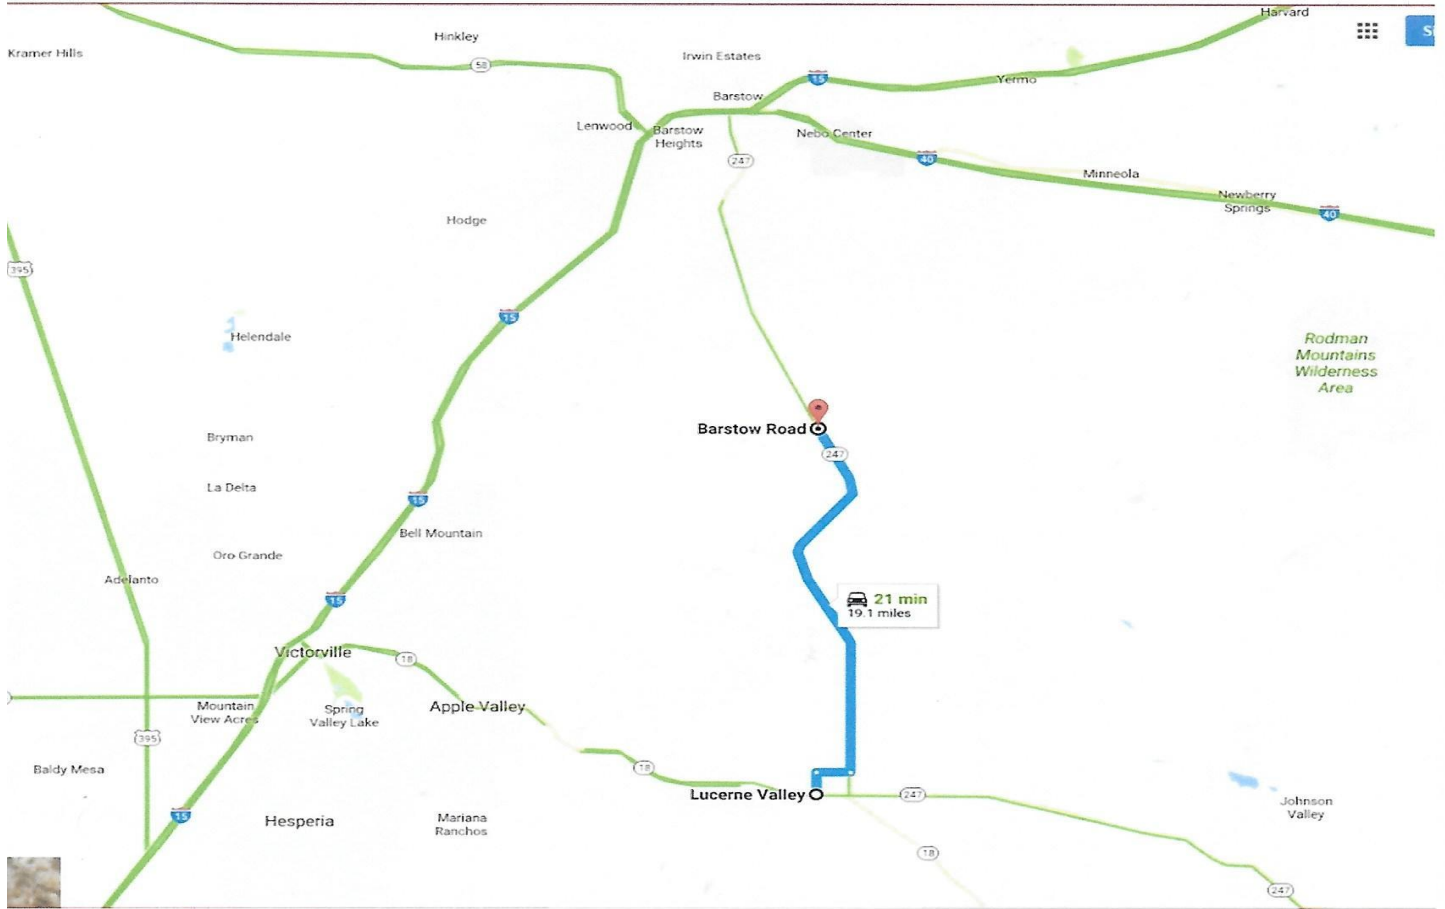 Harvard
Kramer Hills
Hinkley
Irwin Estates
58
15
Yermo
Barstow
Lenwood
Barstow
Heights
Nebo Center
247
40
Minneola
Newberry
Springs
40
Hodge
395
15
Helendale
Rodman
Mountains
Wilderness
Area
Barstow Road
Bryman
247
La Delta
15
Bell Mountain
Oro Grande
Adelanto
21 min
19.1 miles
15
Victorville
18
Mountain
View Acres
Spring
Valley Lake
Apple Valley
395
Baldy Mesa
18
Lucerne Valley
247
Johnson
Valley
15
Hesperia
Mariana
Ranchos
18
247